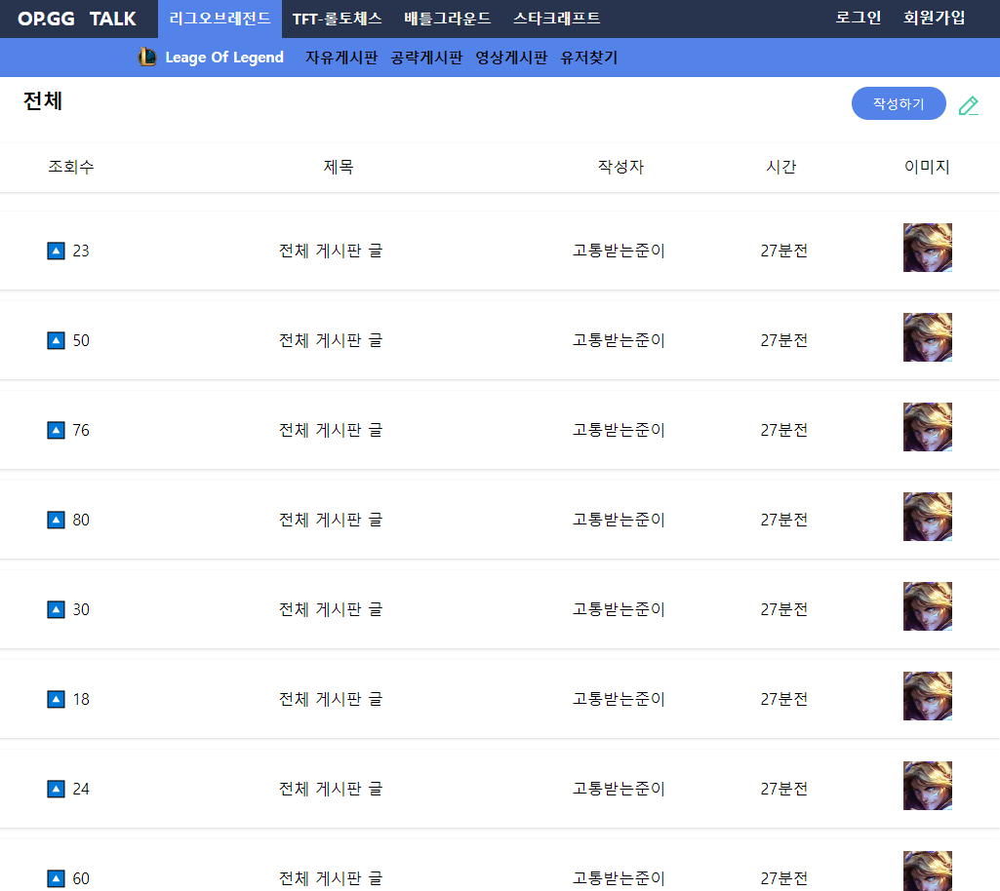 OP.GG TALK 리그오브레전드 TFT-롤토체스 배틀그라운드 스타크래프트 로그인 회원가입
Leage Of Legend 자유게시판 공략게시판 영상게시판 유저찾기
전체 작성하기
조회수 제목 작성자 시간 이미지
23 전체 게시판 글 고통받는준이 27분전
50 전체 게시판 글 고통받는준이 27분전
76 전체 게시판 글 고통받는준이 27분전
80 전체 게시판 글 고통받는준이 27분전
30 전체 게시판 글 고통받는준이 27분전
18 전체 게시판 글 고통받는준이 27분전
24 전체 게시판 글 고통받는준이 27분전
60 전체 게시판 글 고통받는준이 27분전